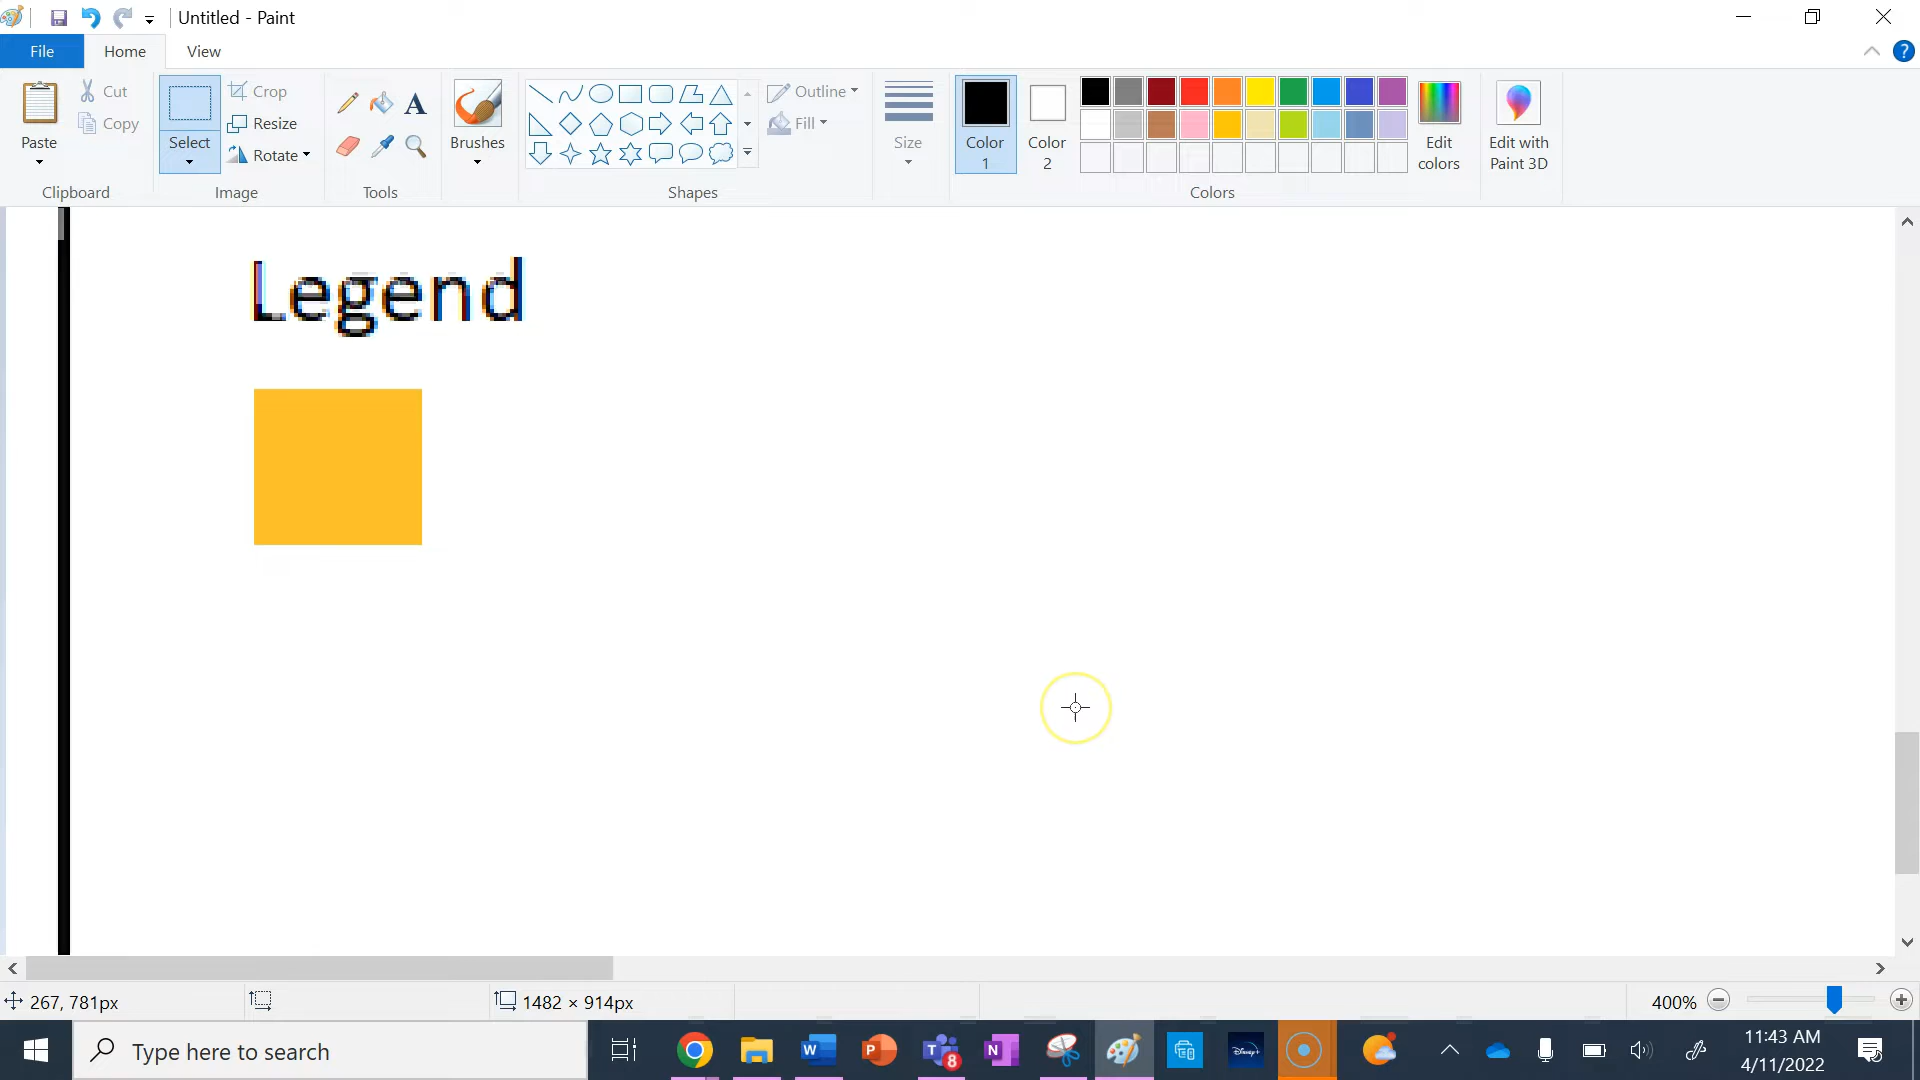 Untitled - Paint
File Home View
Paste
Cut
Copy
Clipboard
Select
Crop
Resize
Rotate
Image
A
Tools
Brushes
Shapes
Outline
Fill
Size
Color 1
Color 2
Colors
Edit colors
Edit with Paint 3D
Legend
267, 781px
1482 × 914px
400%
Type here to search
W
P
8
N
Disney+
11:43 AM
4/11/2022